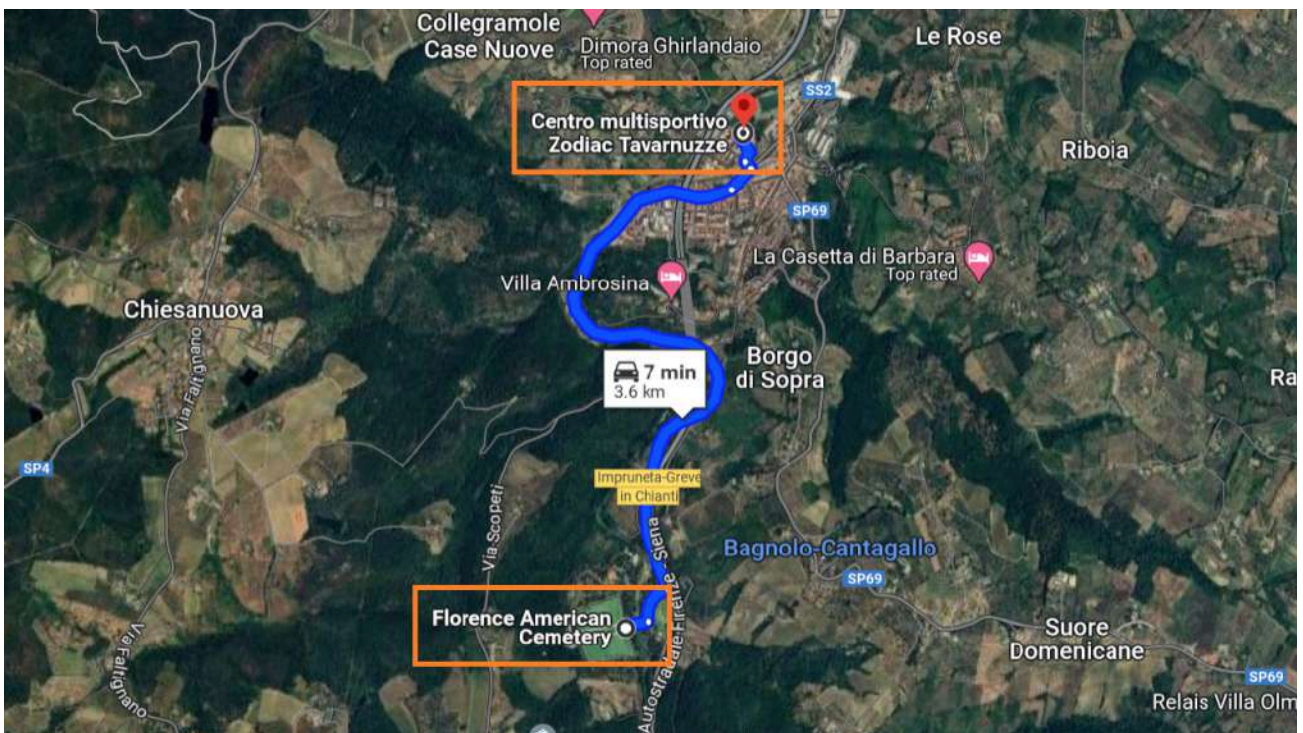 Collegramole
Case Nuove
Dimora Ghirlandaio
Top rated
Le Rose
SS2
Centro multisportivo
Zodiac Tavarnuzze
Riboia
SP69
La Casetta di Barbara
Top rated
Villa Ambrosina
Chiesanuova
Via Faltignano
7 min
3.6 km
Borgo
di Sopra
Ra
SP4
Impruneta-Greve
in Chianti
Via Scopeti
Bagnolo-Cantagallo
SP69
Autostradale Firenze - Siena
Florence American
Cemetery
Suore
Domenicane
Via Faltignano
SP69
Relais Villa Olm